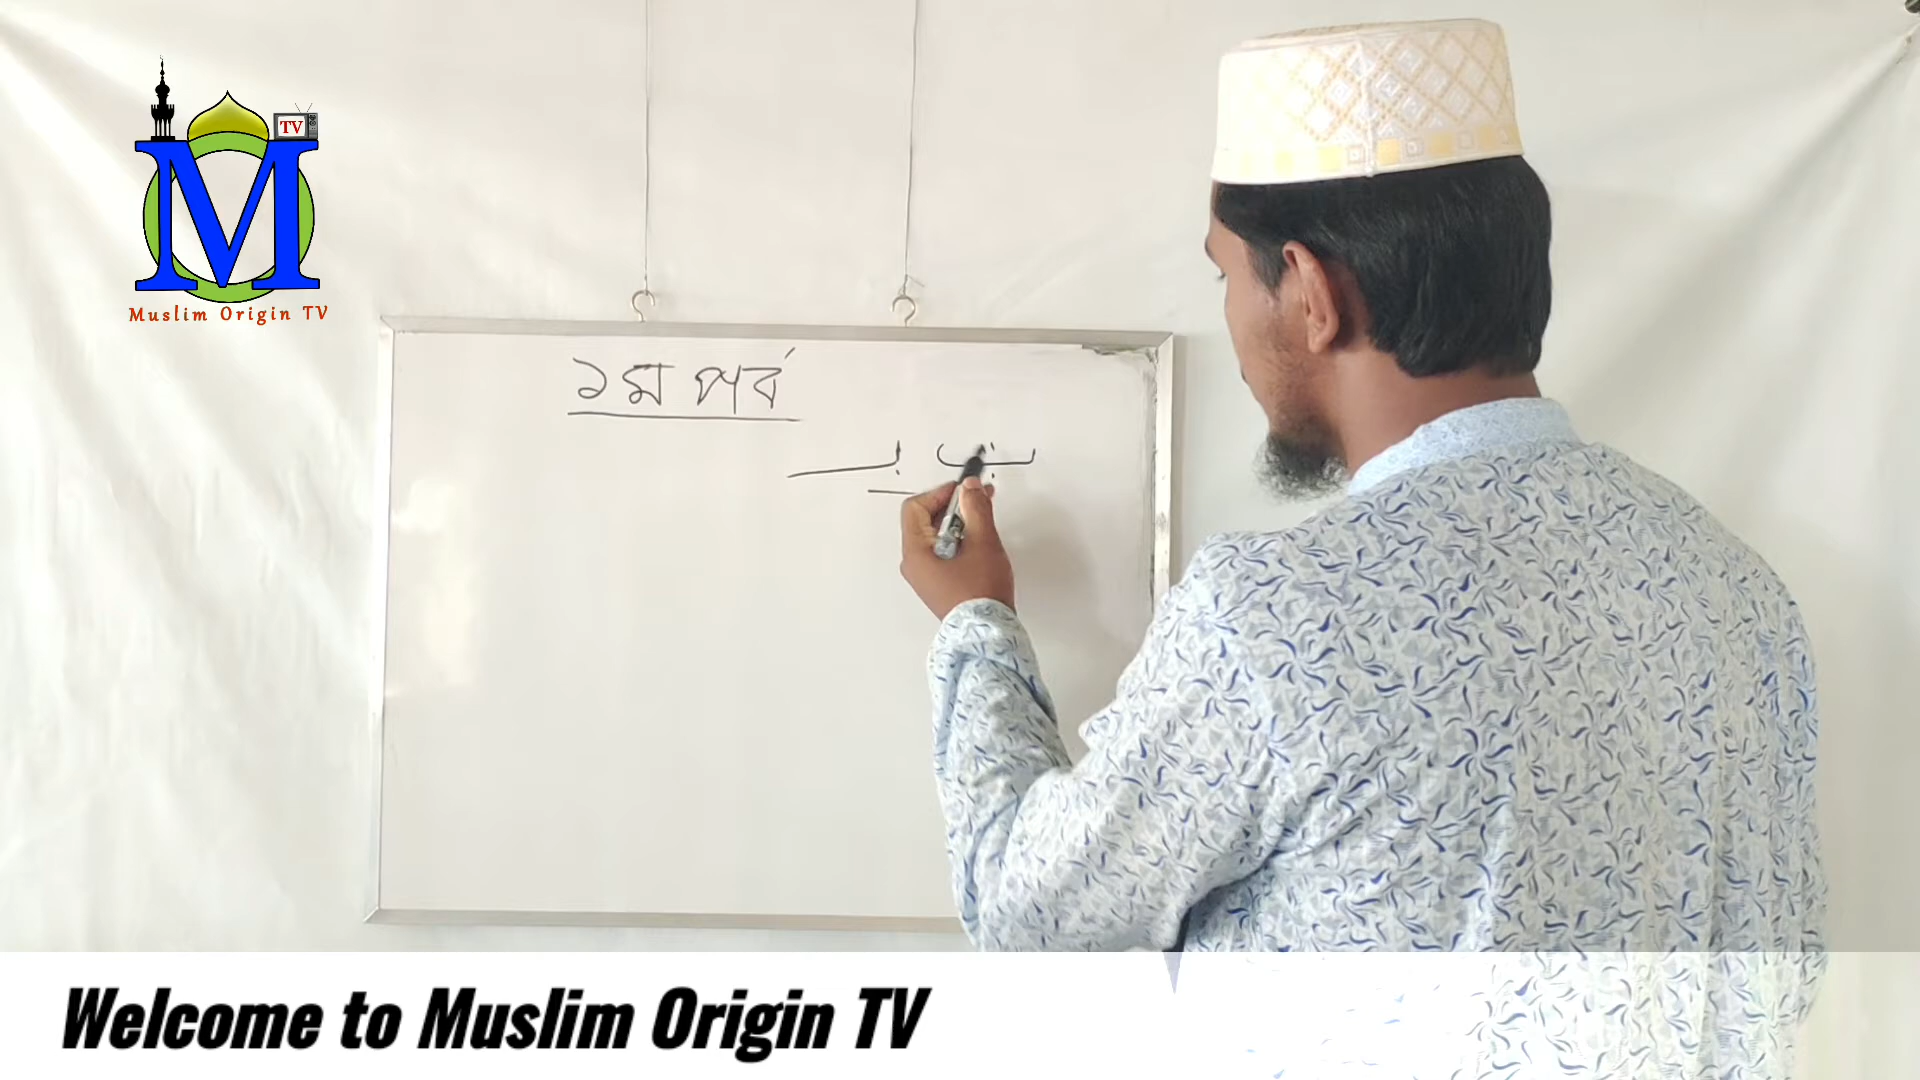 TV
M
Muslim Origin TV
১ম পর্ব
Welcome to Muslim Origin TV